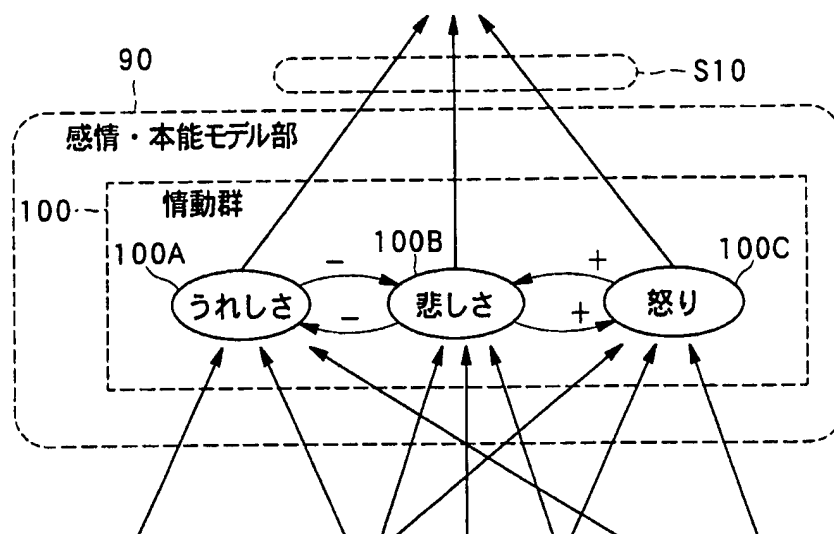 90
S10
感情・本能モデル部
100
情動群
100A
100B
100C
うれしさ
悲しさ
怒り
−
−
+
+